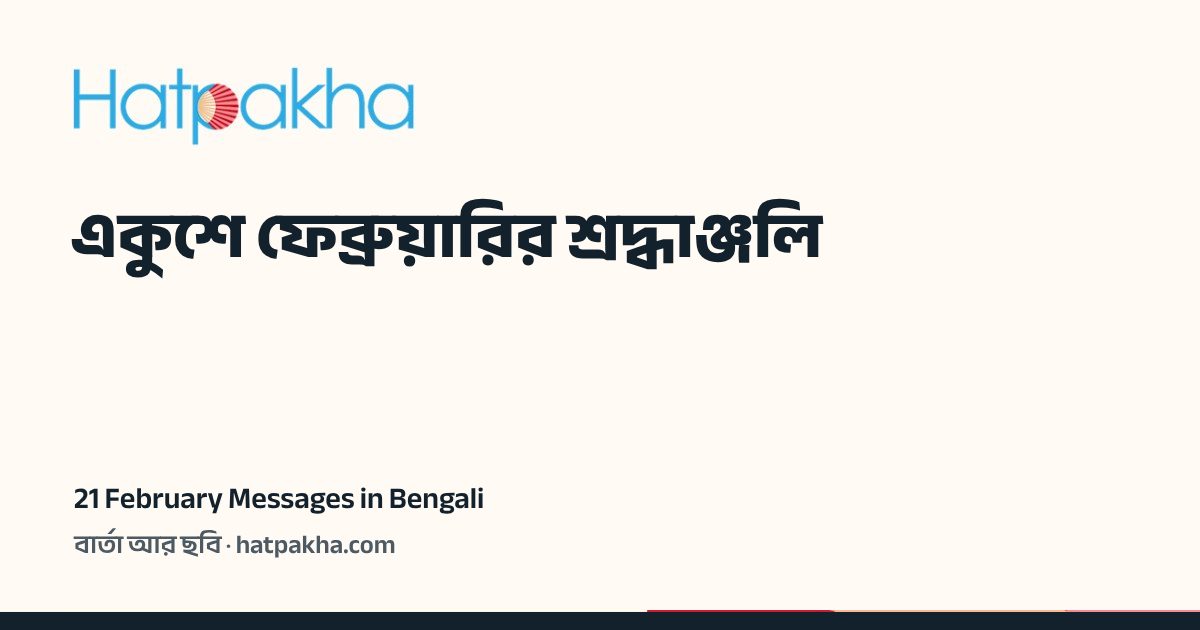 Hatpakha
একুশে ফেব্রুয়ারির শ্রদ্ধাঞ্জলি
21 February Messages in Bengali
বার্তা আর ছবি · hatpakha.com